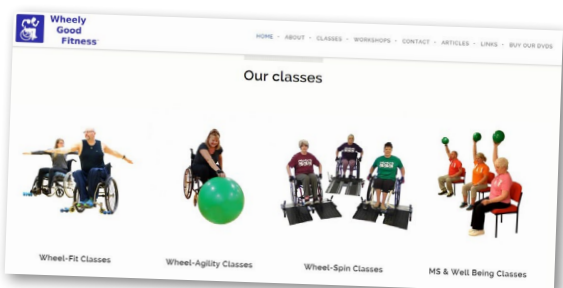 Wheely
Good
Fitness
HOME - ABOUT - CLASSES - WORKSHOPS - CONTACT - ARTICLES - LINKS - BUY OUR DVDS
Our classes
Wheel-Fit Classes
Wheel-Agility Classes
Wheel-Spin Classes
MS & Well Being Classes